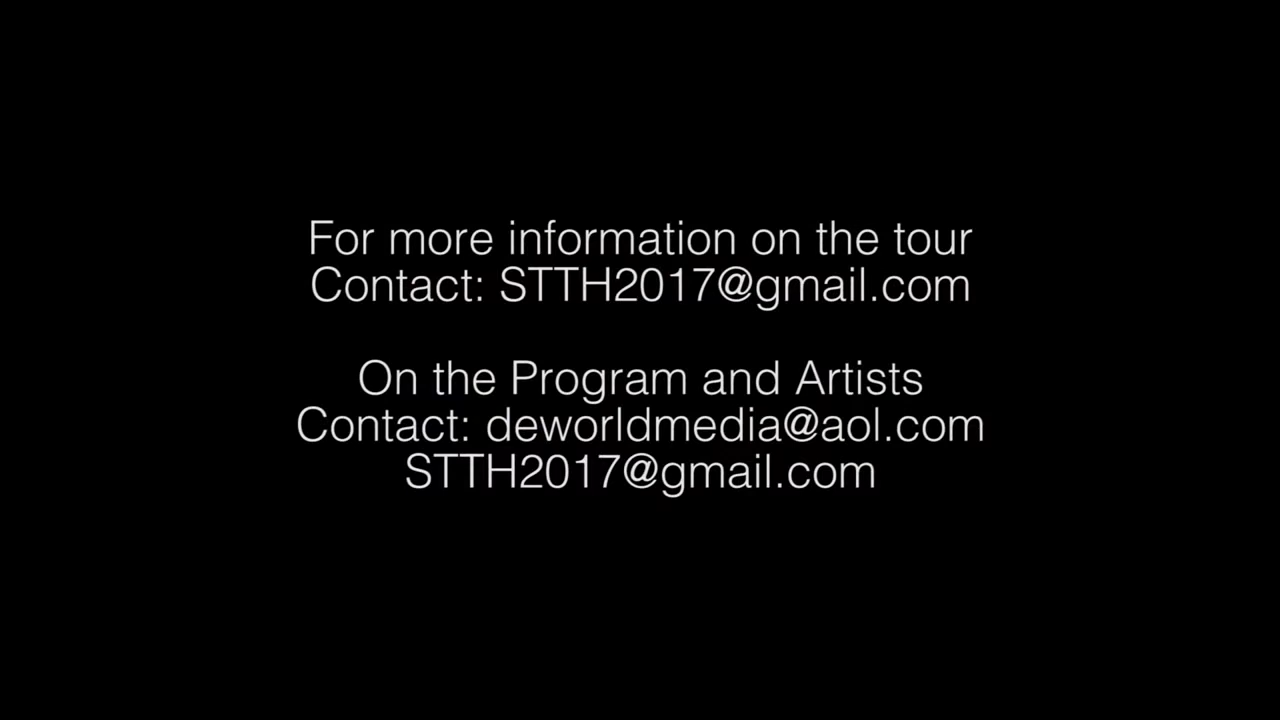 For more information on the tour
Contact: STTH2017@gmail.com
On the Program and Artists
Contact: deworldmedia@aol.com
STTH2017@gmail.com